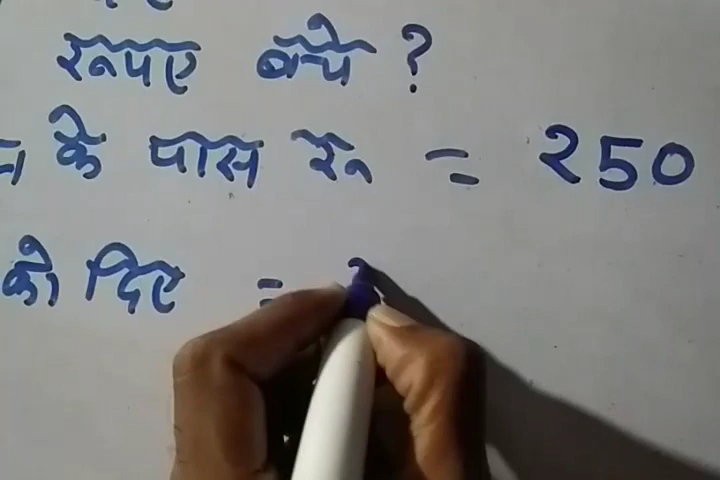 रूपए बचे ?
के पास रू = 250
को दिए =